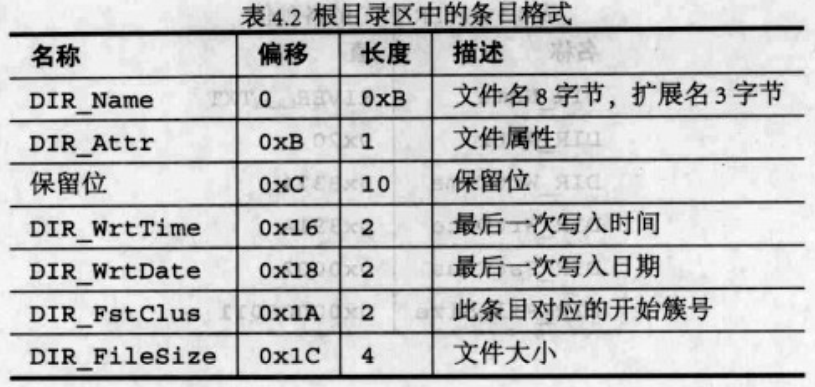 表 4.2 根目录区中的条目格式
名称 偏移 长度 描述
DIR_Name 0 0xB 文件名 8 字节，扩展名 3 字节
DIR_Attr 0xB 1 文件属性
保留位 0xC 10 保留位
DIR_WrtTime 0x16 2 最后一次写入时间
DIR_WrtDate 0x18 2 最后一次写入日期
DIR_FstClus 0x1A 2 此条目对应的开始簇号
DIR_FileSize 0x1C 4 文件大小